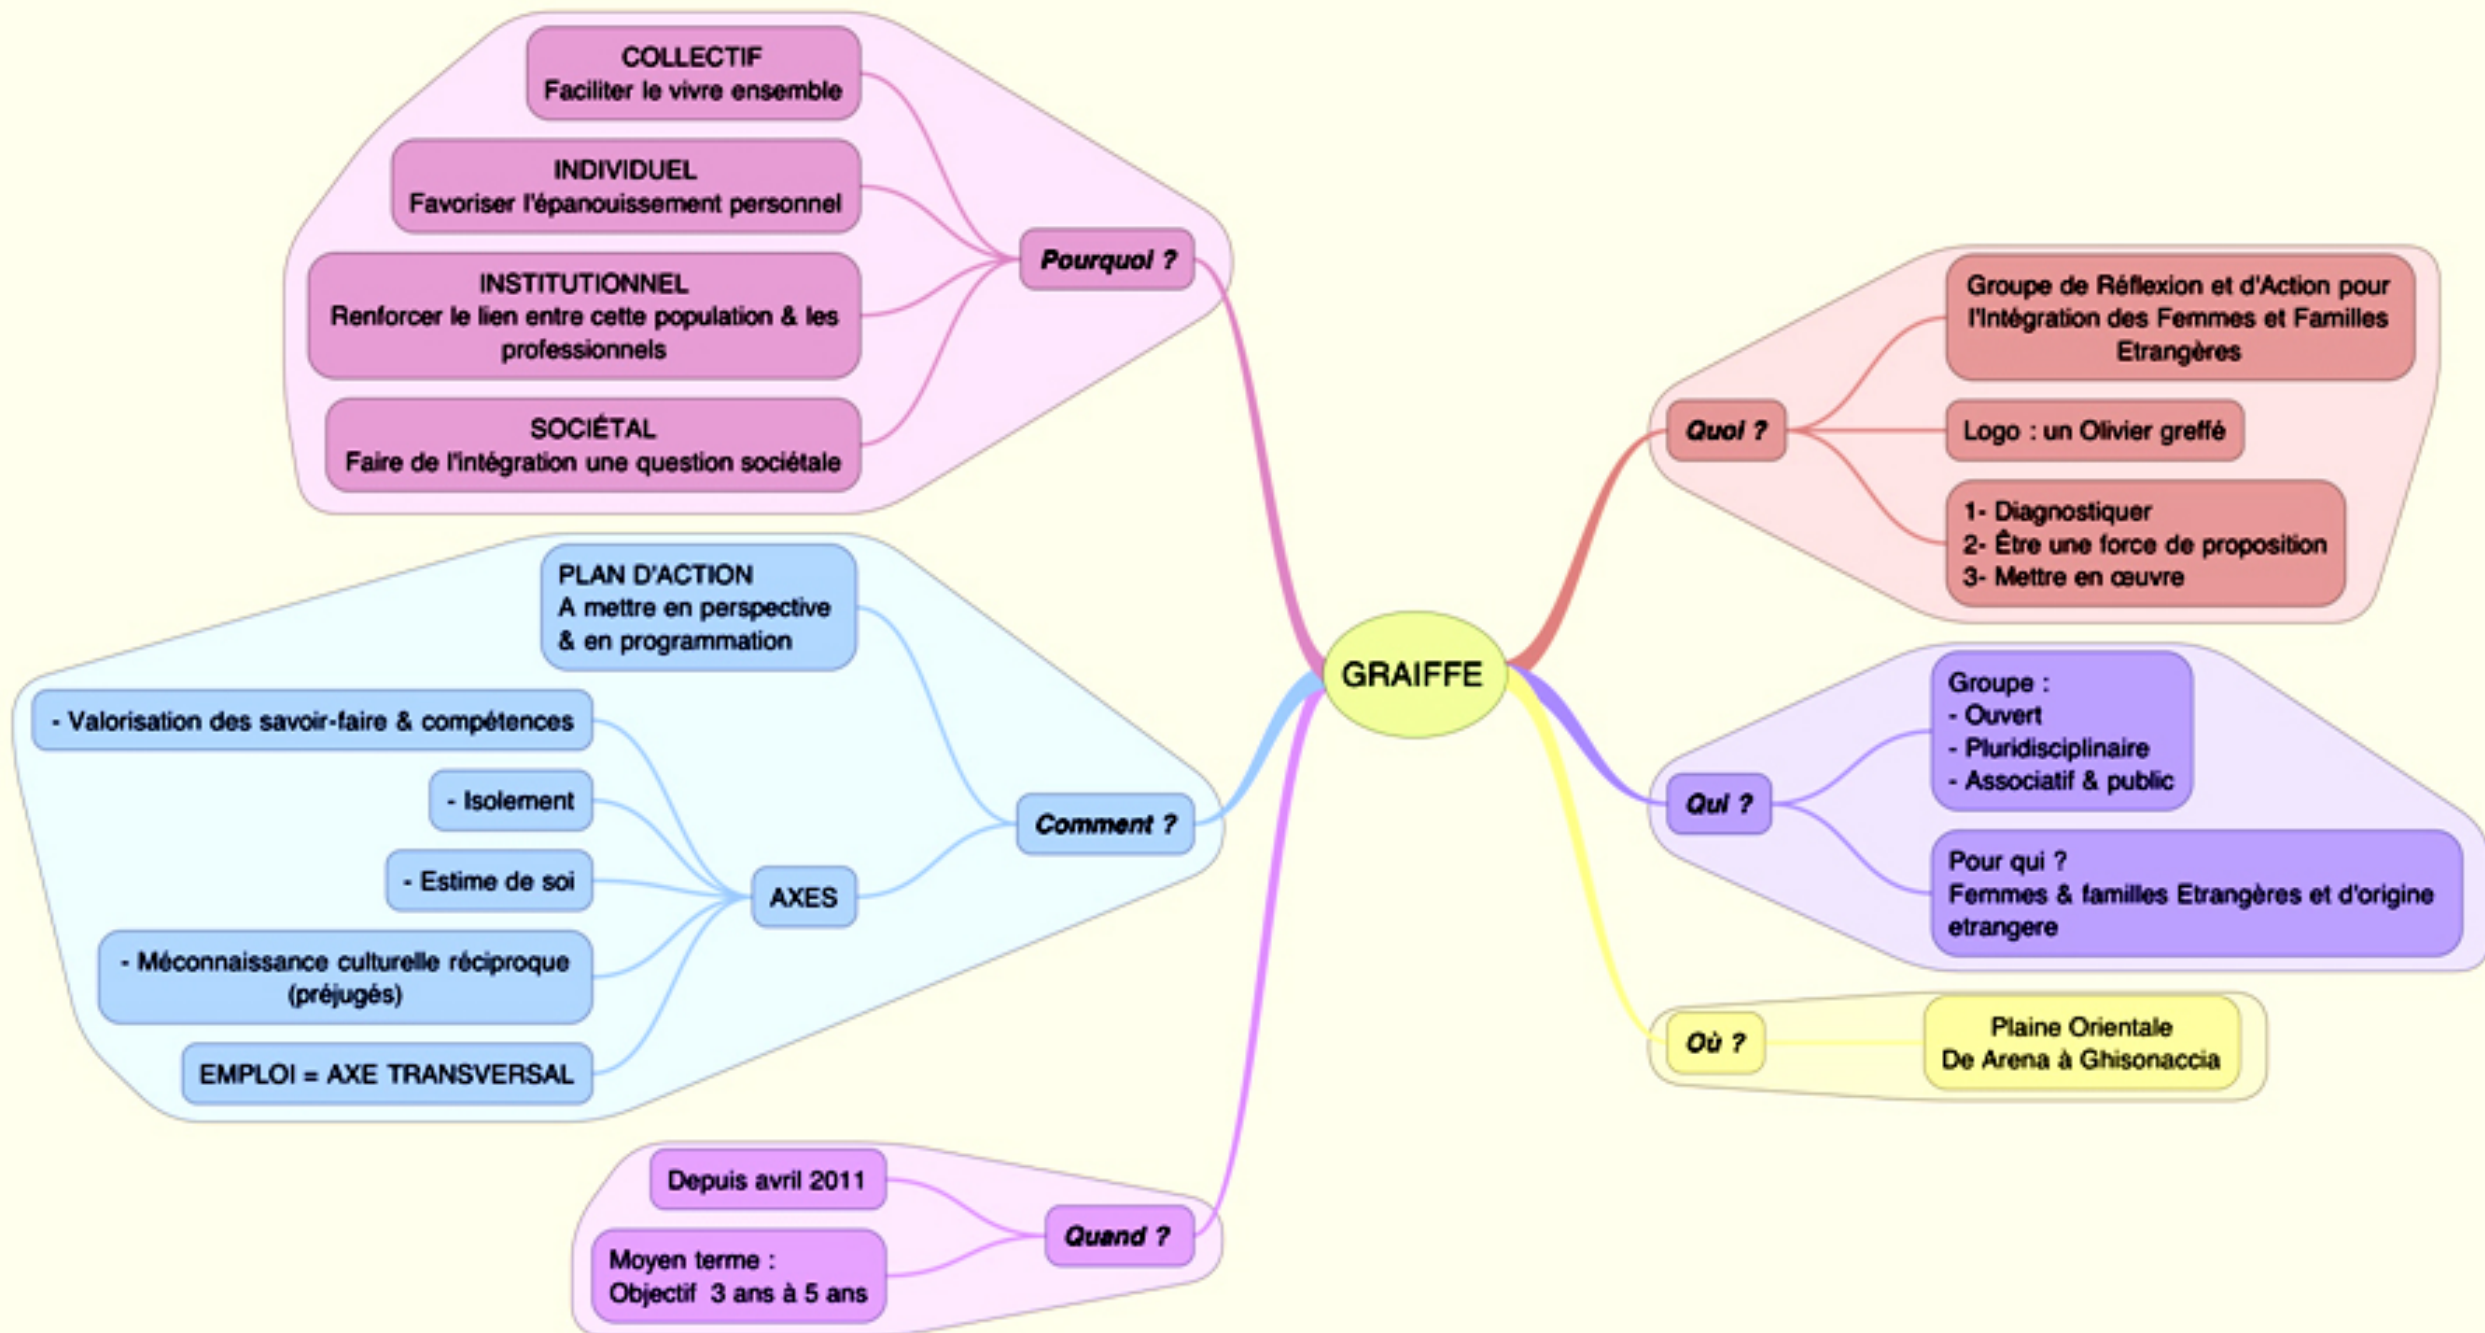 COLLECTIF
Faciliter le vivre ensemble
INDIVIDUEL
Favoriser l'épanouissement personnel
INSTITUTIONNEL
Renforcer le lien entre cette population & les
professionnels
SOCIÉTAL
Faire de l'intégration une question sociétale
Pourquoi ?
PLAN D'ACTION
A mettre en perspective
& en programmation
- Valorisation des savoir-faire & compétences
- Isolement
- Estime de soi
- Méconnaissance culturelle réciproque
(préjugés)
EMPLOI = AXE TRANSVERSAL
AXES
Comment ?
Depuis avril 2011
Moyen terme :
Objectif 3 ans à 5 ans
Quand ?
GRAIFFE
Quoi ?
Groupe de Réflexion et d'Action pour
l'Intégration des Femmes et Familles
Etrangères
Logo : un Olivier greffé
1- Diagnostiquer
2- Être une force de proposition
3- Mettre en œuvre
Qui ?
Groupe :
- Ouvert
- Pluridisciplinaire
- Associatif & public
Pour qui ?
Femmes & familles Etrangères et d'origine
etrangere
Où ?
Plaine Orientale
De Arena à Ghisonaccia